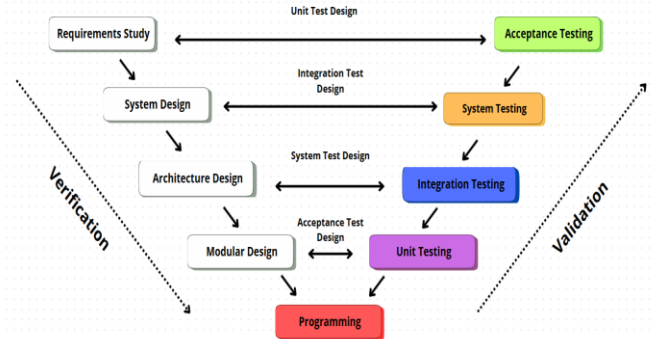 Unit Test Design
Requirements Study
Acceptance Testing
Integration Test
Design
System Design
System Testing
System Test Design
Architecture Design
Integration Testing
Verification
Validation
Acceptance Test
Design
Modular Design
Unit Testing
Programming